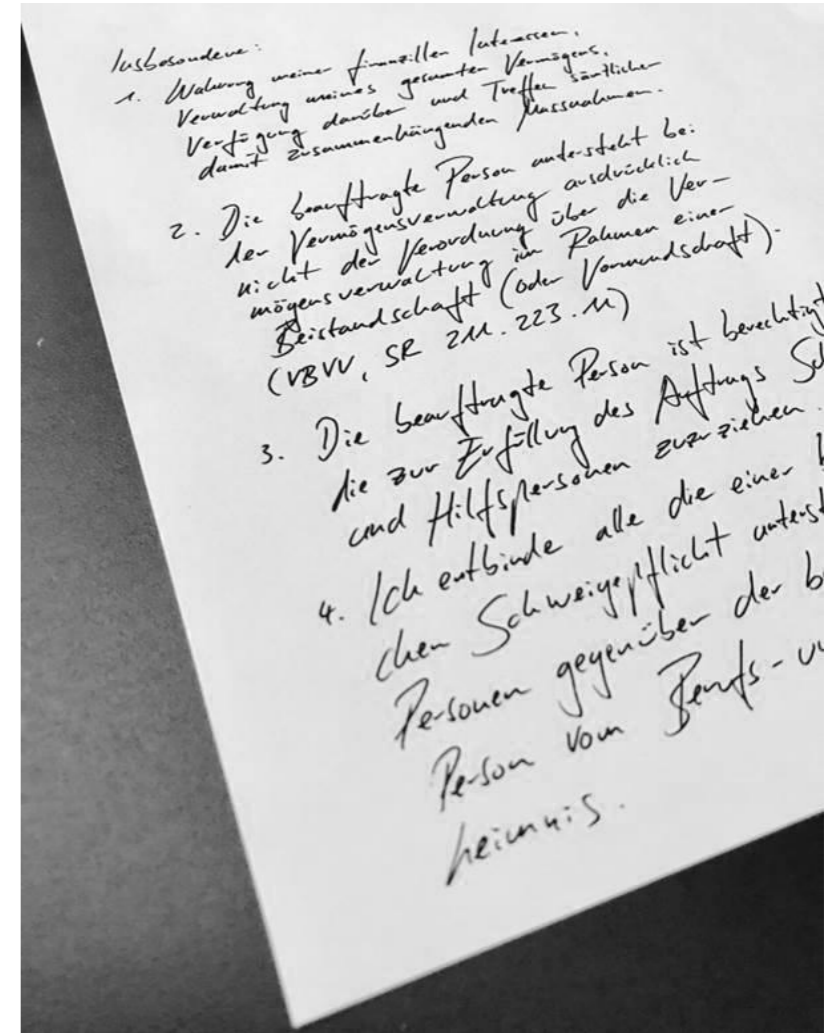 Insbesondere:
1. Wahrung meiner finanzillen Interessen,
Verwaltung meines gesamten Vermögens,
Verfügung darüber und Treffen sämtlicher
damit zusammenhängenden Massnahmen.
2. Die beauftragte Person untersteht bei
der Vermögensverwaltung ausdrücklich
nicht der Verordnung über die Ver-
mögensverwaltung im Rahmen einer
Beistandschaft (oder Vormundschaft).
(VBVV, SR 211.223.11)
3. Die beauftragte Person ist berechtigt
die zur Erfüllung des Auftrags
und Hilfspersonen zuzuziehen.
4. Ich entbinde alle die einer
chen Schweigepflicht
Personen gegenüber der
Person vom Berufs-
heimnis.